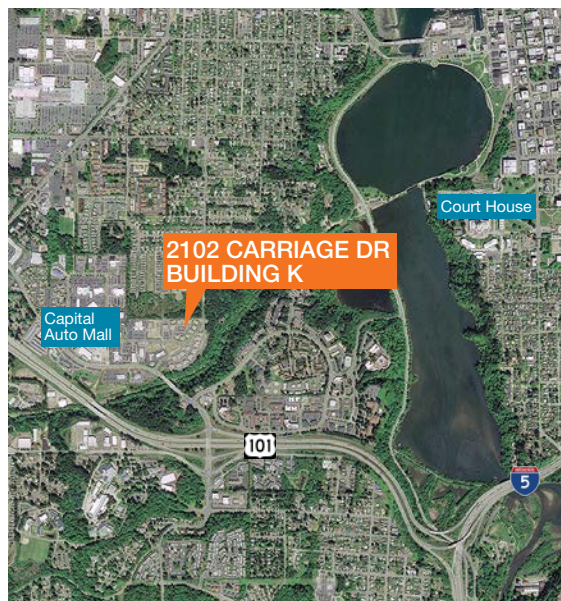 Court House
2102 CARRIAGE DR
BUILDING K
Capital
Auto Mall
101
5